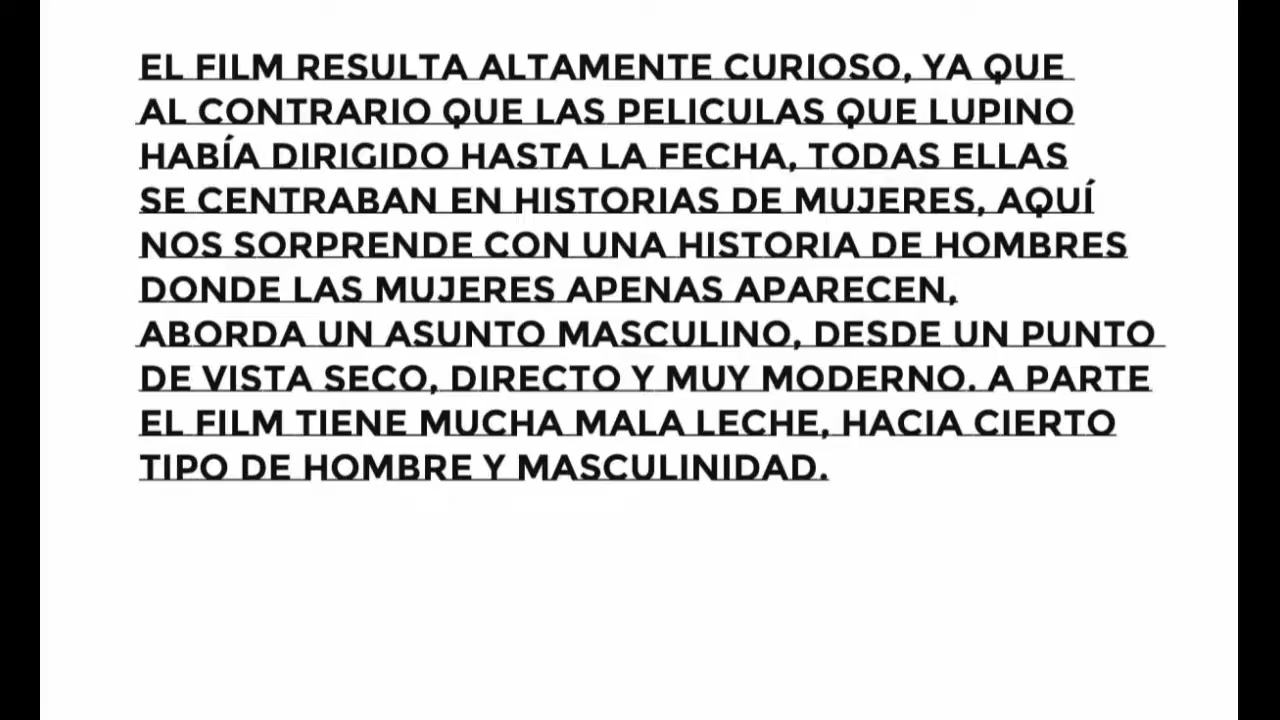 EL FILM RESULTA ALTAMENTE CURIOSO, YA QUE
AL CONTRARIO QUE LAS PELICULAS QUE LUPINO
HABÍA DIRIGIDO HASTA LA FECHA, TODAS ELLAS
SE CENTRABAN EN HISTORIAS DE MUJERES, AQUÍ
NOS SORPRENDE CON UNA HISTORIA DE HOMBRES
DONDE LAS MUJERES APENAS APARECEN,
ABORDA UN ASUNTO MASCULINO, DESDE UN PUNTO
DE VISTA SECO, DIRECTO Y MUY MODERNO. A PARTE
EL FILM TIENE MUCHA MALA LECHE, HACIA CIERTO
TIPO DE HOMBRE Y MASCULINIDAD.